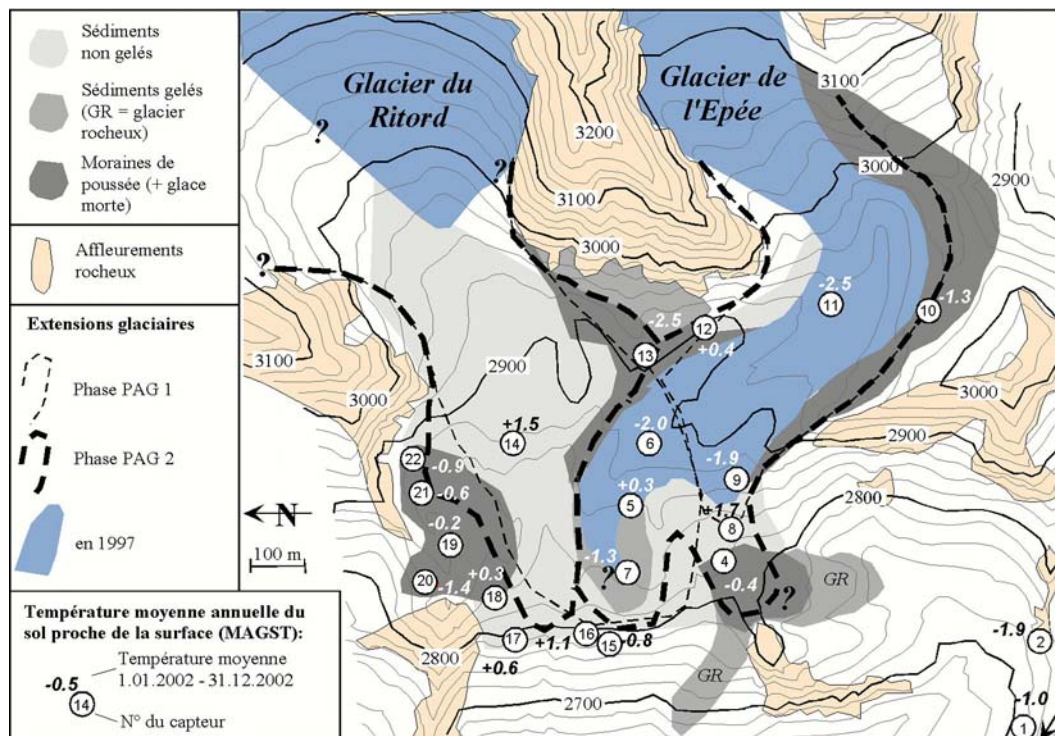 Sédiments
non gelés
Sédiments gelés
(GR = glacier
rocheux)
Moraines de
poussée (+ glace
morte)
Affleurements
rocheux
Extensions glaciaires
Phase PAG 1
Phase PAG 2
en 1997
Température moyenne annuelle du
sol proche de la surface (MAGST):
-0.5
Température moyenne
1.01.2002 - 31.12.2002
14
N° du capteur
N
100 m
Glacier du
Ritord
Glacier de
l'Epée
?
?
?
3200
3100
3000
3100
3000
2900
3100
3000
2900
3000
2900
2800
2900
2800
2700
-2.5
11
-1.3
10
-2.5
12
+0.4
13
+1.5
14
-2.0
6
-1.9
9
22
-0.9
21
-0.6
+0.3
5
+1.7
8
-0.2
19
-1.3
?
7
4
-0.4
?
GR
20
-1.4
+0.3
18
17
+1.1
16
15
-0.8
+0.6
GR
-1.9
2
-1.0
1